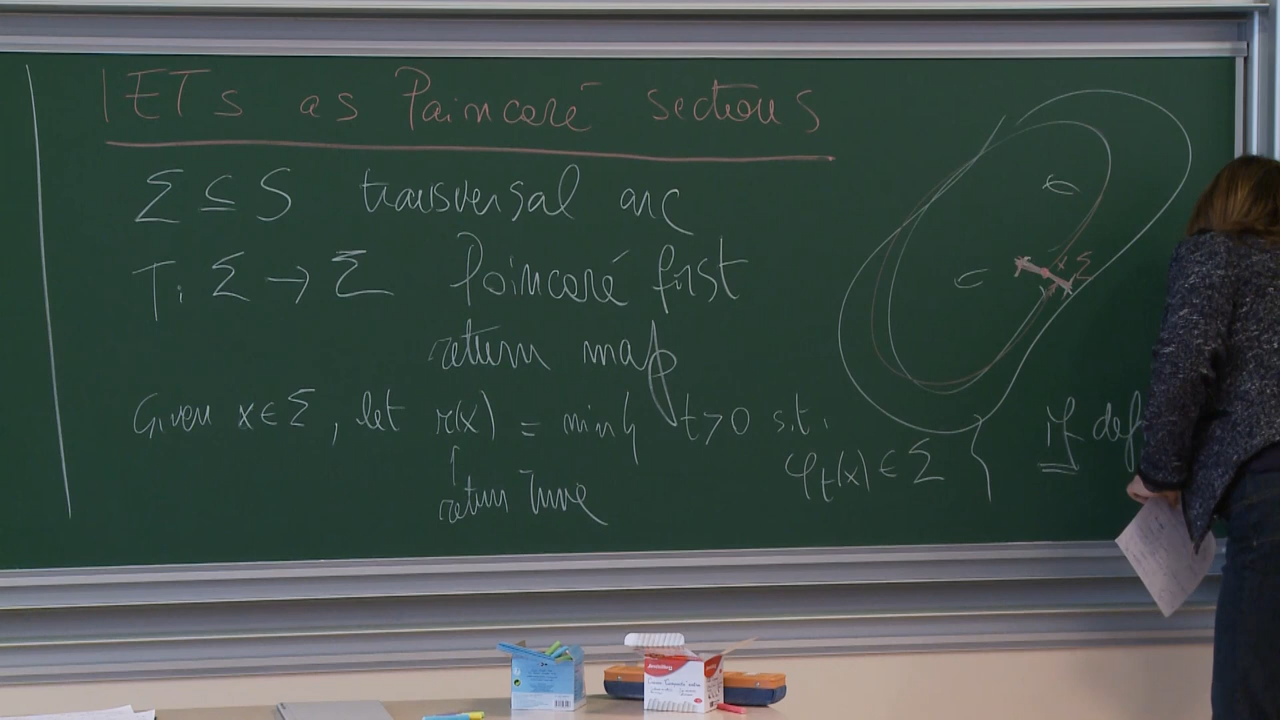 IETs as Poincaré sections
Σ ⊆ S transversal arc
T: Σ → Σ Poincaré first
return map
Given x ∈ Σ, let r(x) = min { t>0 s.t.
φ_t(x) ∈ Σ } if def
↑
return time
Σ